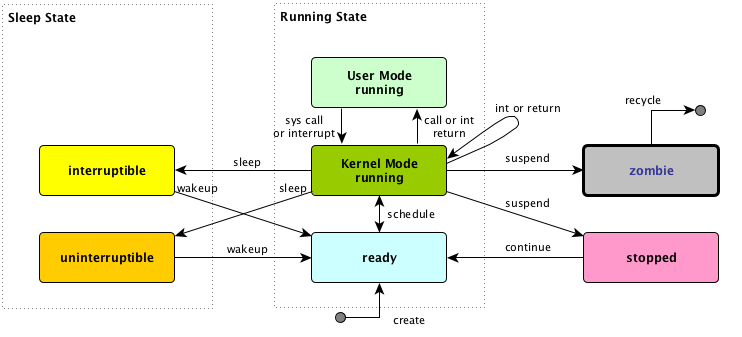 Sleep State
Running State
User Mode
running
sys call
or interrupt
call or int
return
int or return
recycle
interruptible
sleep
Kernel Mode
running
suspend
zombie
wakeup
sleep
suspend
schedule
uninterruptible
wakeup
ready
continue
stopped
create